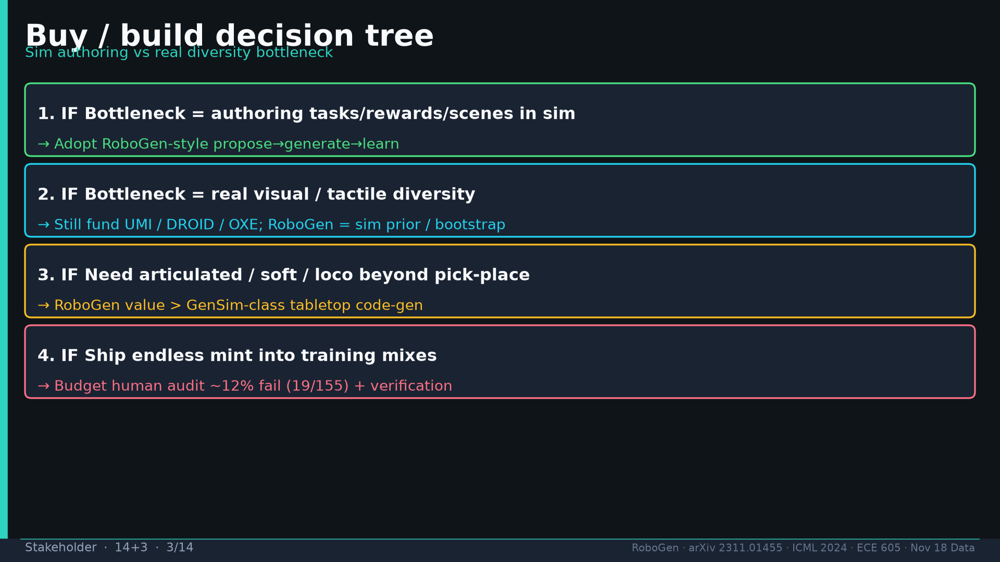 Buy / build decision tree
Sim authoring vs real diversity bottleneck
1. IF Bottleneck = authoring tasks/rewards/scenes in sim
→ Adopt RoboGen-style propose→generate→learn
2. IF Bottleneck = real visual / tactile diversity
→ Still fund UMI / DROID / OXE; RoboGen = sim prior / bootstrap
3. IF Need articulated / soft / loco beyond pick-place
→ RoboGen value > GenSim-class tabletop code-gen
4. IF Ship endless mint into training mixes
→ Budget human audit ~12% fail (19/155) + verification
Stakeholder · 14+3 · 3/14
RoboGen · arXiv 2311.01455 · ICML 2024 · ECE 605 · Nov 18 Data